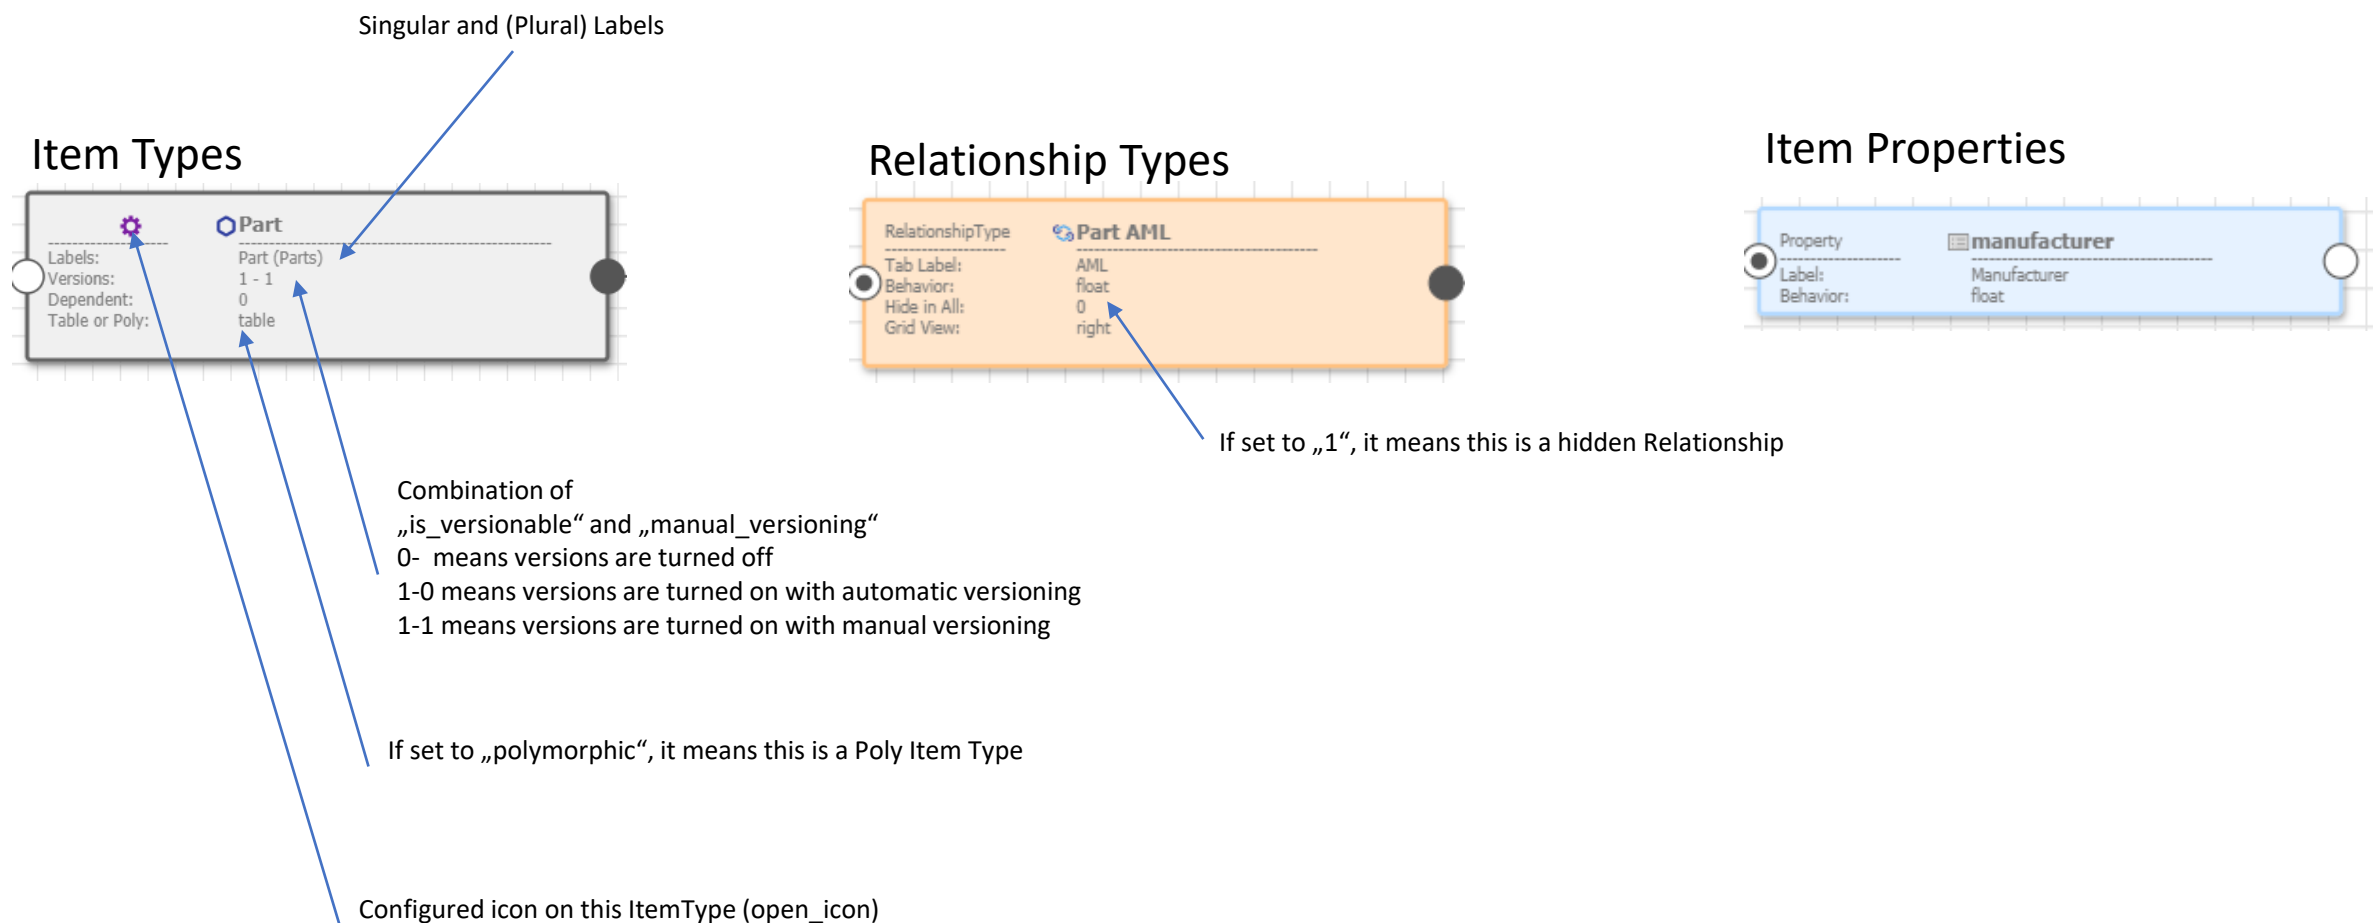 Singular and (Plural) Labels
Item Types
Part
Labels: Part (Parts)
Versions: 1 - 1
Dependent: 0
Table or Poly: table
Relationship Types
RelationshipType Part AML
Tab Label: AML
Behavior: float
Hide in All: 0
Grid View: right
Item Properties
Property manufacturer
Label: Manufacturer
Behavior: float
If set to „1“, it means this is a hidden Relationship
Combination of
„is_versionable“ and „manual_versioning“
0-  means versions are turned off
1-0 means versions are turned on with automatic versioning
1-1 means versions are turned on with manual versioning
If set to „polymorphic“, it means this is a Poly Item Type
Configured icon on this ItemType (open_icon)